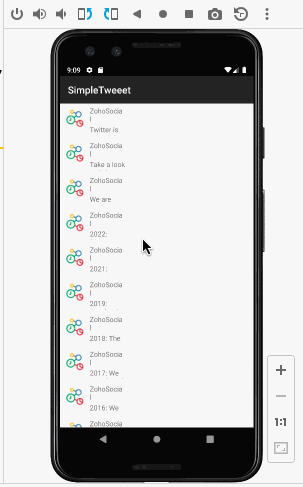 9:09
SimpleTweeet
ZohoSocia
l
Twitter is
ZohoSocia
l
Take a look
ZohoSocia
l
We are
ZohoSocia
l
2022:
ZohoSocia
l
2021:
ZohoSocia
l
2019:
ZohoSocia
l
2018: The
ZohoSocia
l
2017: We
ZohoSocia
l
2016: We
ZohoSocia
1:1